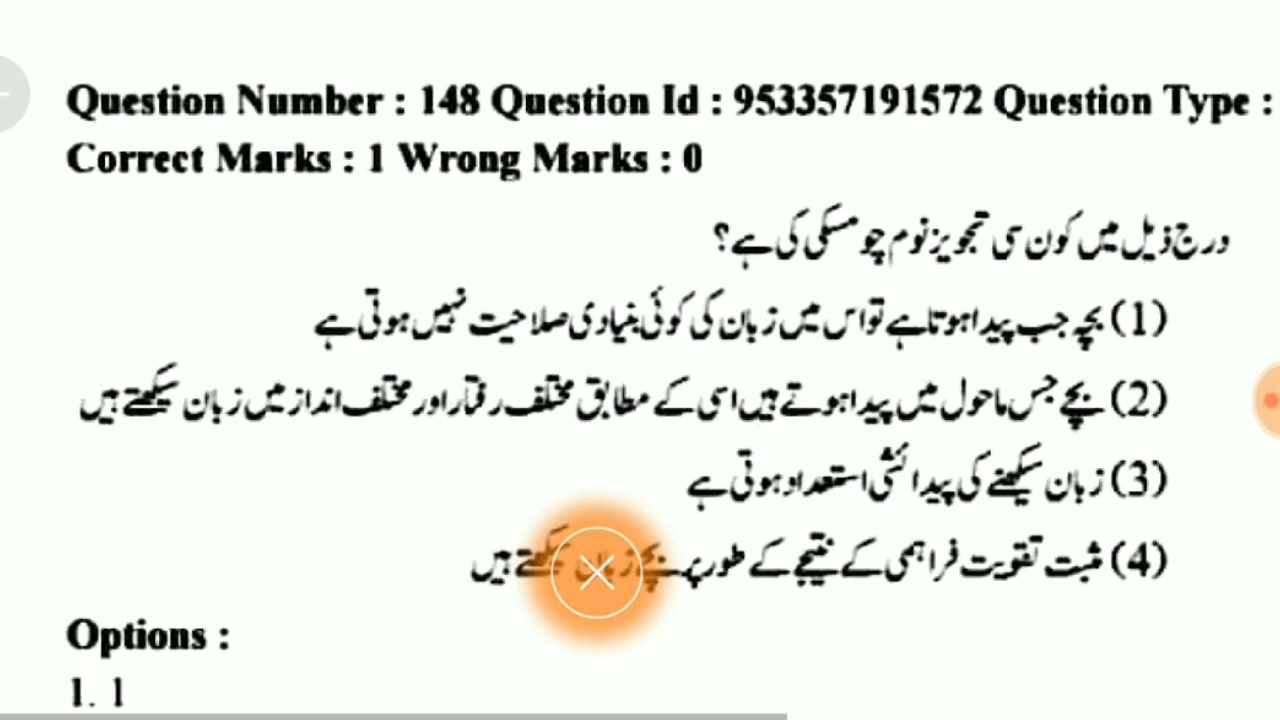 Question Number : 148 Question Id : 953357191572 Question Type :
Correct Marks : 1 Wrong Marks : 0
درج ذیل میں کون سی تجویز نوم چومسکی کی ہے؟
(1) بچہ جب پیدا ہوتا ہے تو اس میں زبان کی کوئی بنیادی صلاحیت نہیں ہوتی ہے
(2) بچے جس ماحول میں پیدا ہوتے ہیں اسی کے مطابق مختلف رفتار اور مختلف انداز میں زبان سیکھتے ہیں
(3) زبان سیکھنے کی پیدائشی استعداد ہوتی ہے
(4) مثبت تقویت فراہمی کے نتیجے کے طور پر بچے زبان سیکھتے ہیں
Options :
1. 1